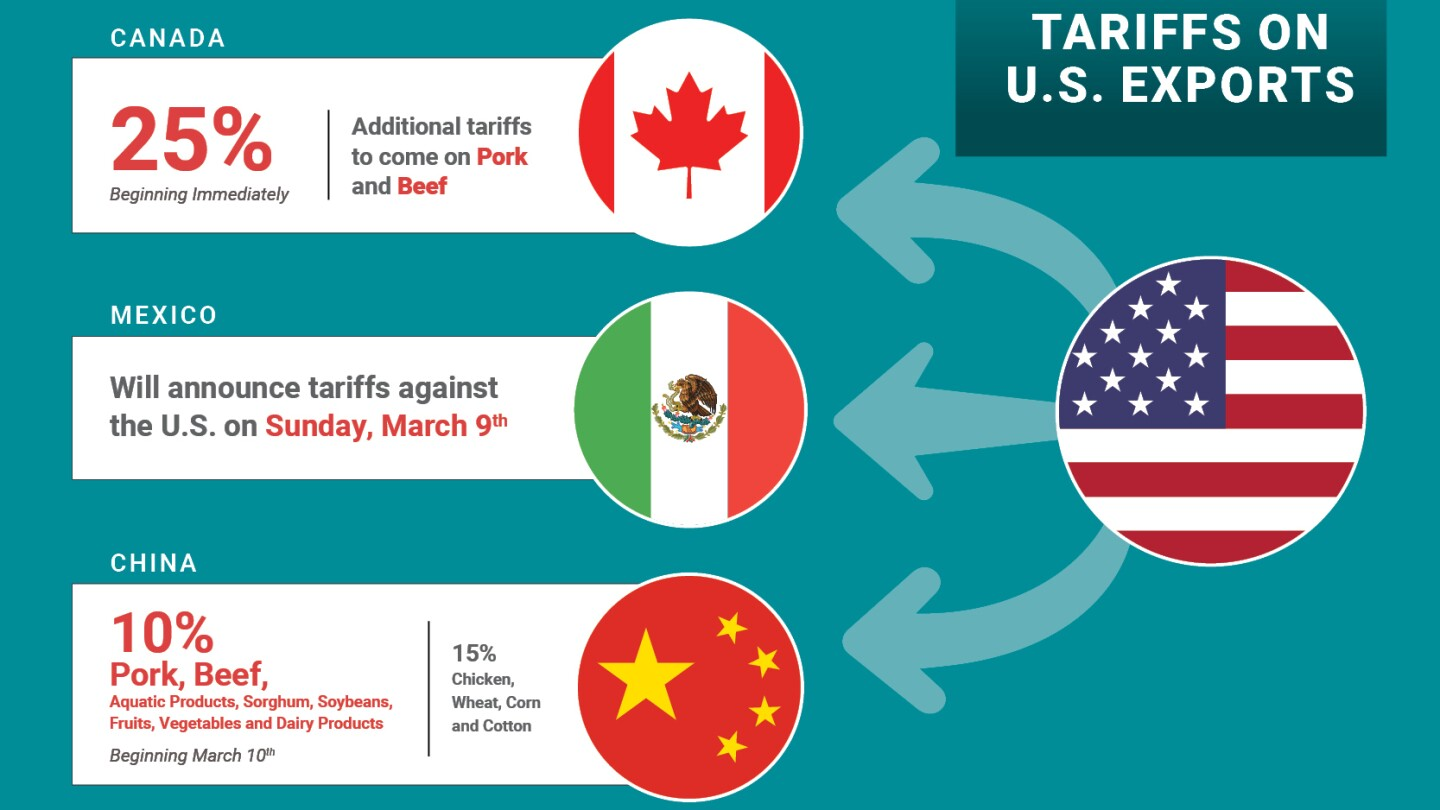 TARIFFS ON
U.S. EXPORTS
CANADA
25%
Beginning Immediately
Additional tariffs
to come on Pork
and Beef
MEXICO
Will announce tariffs against
the U.S. on Sunday, March 9th
CHINA
10%
Pork, Beef,
Aquatic Products, Sorghum, Soybeans,
Fruits, Vegetables and Dairy Products
Beginning March 10th
15%
Chicken,
Wheat, Corn
and Cotton